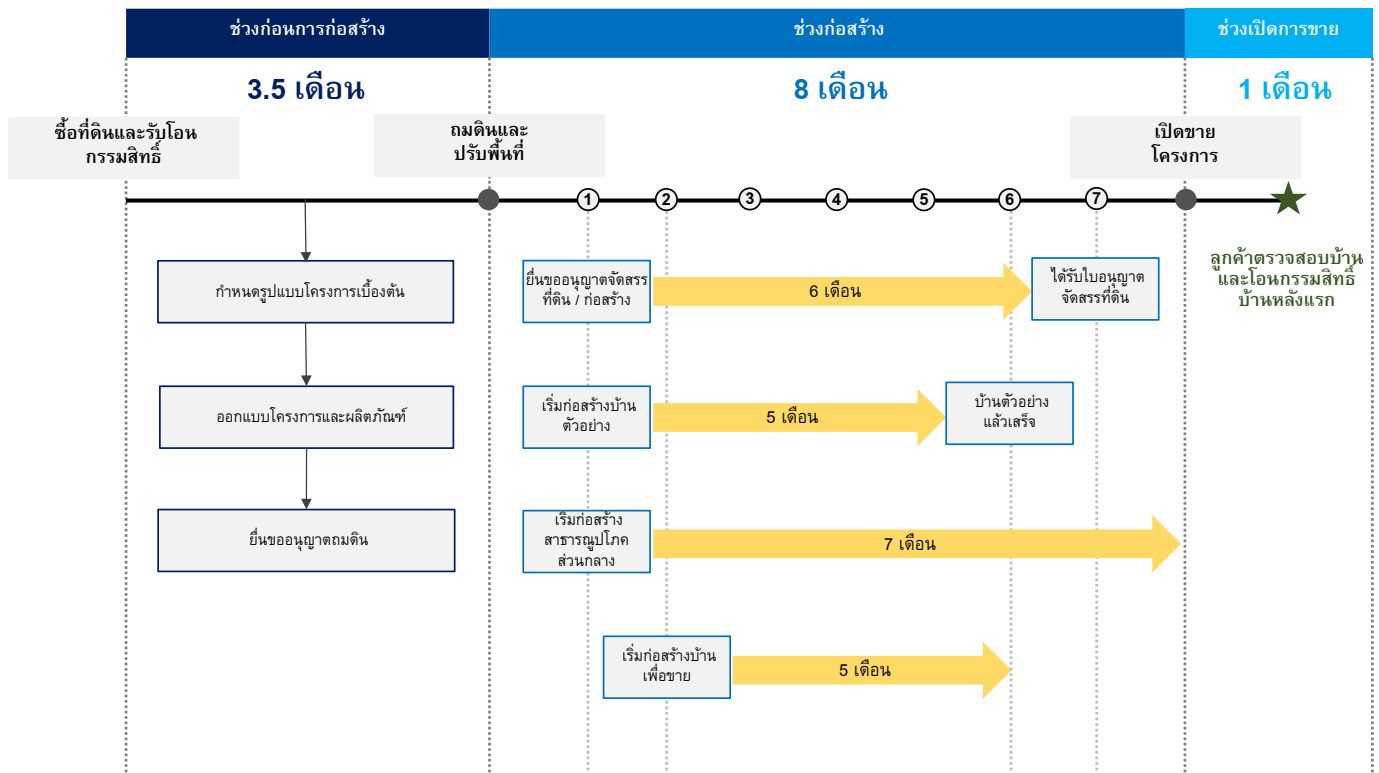 ช่วงก่อนการก่อสร้าง
ช่วงก่อสร้าง
ช่วงเปิดการขาย
3.5 เดือน
8 เดือน
1 เดือน
ซื้อที่ดินและรับโอน
กรรมสิทธิ์
ถมดินและ
ปรับพื้นที่
เปิดขาย
โครงการ
1
2
3
4
5
6
7
กำหนดรูปแบบโครงการเบื้องต้น
ออกแบบโครงการและผลิตภัณฑ์
ยื่นขออนุญาตถมดิน
ยื่นขออนุญาตจัดสรร
ที่ดิน / ก่อสร้าง
6 เดือน
ได้รับใบอนุญาต
จัดสรรที่ดิน
ลูกค้าตรวจสอบบ้าน
และโอนกรรมสิทธิ์
บ้านหลังแรก
เริ่มก่อสร้างบ้าน
ตัวอย่าง
5 เดือน
บ้านตัวอย่าง
แล้วเสร็จ
เริ่มก่อสร้าง
สาธารณูปโภค
ส่วนกลาง
7 เดือน
เริ่มก่อสร้างบ้าน
เพื่อขาย
5 เดือน